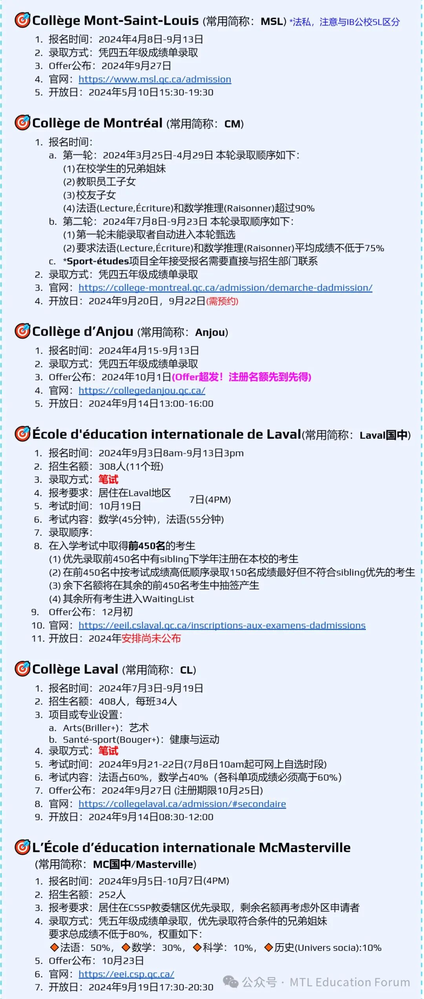 Collège Mont-Saint-Louis (常用简称：MSL) *法私，注意与IB公校SL区分
1. 报名时间：2024年4月8日-9月13日
2. 录取方式：凭四五年级成绩单录取
3. Offer公布：2024年9月27日
4. 官网：https://www.msl.qc.ca/admission
5. 开放日：2024年5月10日15:30-19:30
Collège de Montréal (常用简称：CM)
1. 报名时间：
a. 第一轮：2024年3月25日-4月29日 本轮录取顺序如下：
(1)在校学生的兄弟姐妹
(2)教职员工子女
(3)校友子女
(4)法语(Lecture,Écriture)和数学推理(Raisonner)超过90%
b. 第二轮：2024年7月8日-9月23日 本轮录取顺序如下：
(1)第一轮未能录取者自动进入本轮甄选
(2)要求法语(Lecture,Écriture)和数学推理(Raisonner)平均成绩不低于75%
c. *Sport-études项目全年接受报名需要直接与招生部门联系
2. 录取方式：凭四五年级成绩单录取
3. 官网：https://college-montreal.qc.ca/admission/demarche-dadmission/
4. 开放日：2024年9月20日，9月22日(需预约)
Collège d’Anjou (常用简称：Anjou)
1. 报名时间：2024年4月15-9月13日
2. 录取方式：凭四五年级成绩单录取
3. Offer公布：2024年10月1日(Offer超发！注册名额先到先得)
4. 官网：https://collegedanjou.qc.ca/
5. 开放日：2024年9月14日13:00-16:00
École d'éducation internationale de Laval(常用简称：Laval国中)
1. 报名时间：2024年9月3日8am-9月13日3pm
2. 招生名额：308人(11个班)
3. 录取方式：笔试
4. 报考要求：居住在Laval地区
7日(4PM)
5. 考试时间：10月19日
6. 考试内容：数学(45分钟)，法语(55分钟)
7. 录取顺序：
8. 在入学考试中取得前450名的考生
(1) 优先录取前450名中有sibling下学年注册在本校的考生
(2) 在前450名中按考试成绩高低顺序录取150名成绩最好但不符合sibling优先的考生
(3) 余下名额将在其余的前450名考生中抽签产生
(4) 其余所有考生进入WaitingList
9. Offer公布：12月初
10. 官网：https://eeil.cslaval.qc.ca/inscriptions-aux-examens-dadmissions
11. 开放日：2024年安排尚未公布
Collège Laval (常用简称：CL)
1. 报名时间：2024年7月3日-9月19日
2. 招生名额：408人，每班34人
3. 项目或专业设置：
a. Arts(Briller+)：艺术
b. Santé-sport(Bouger+)：健康与运动
4. 录取方式：笔试
5. 考试时间：2024年9月21-22日(7月8日10am起可网上自选时段)
6. 考试内容：法语占60%，数学占40%（各科单项成绩必须高于60%）
7. Offer公布：2024年9月27日 (注册期限10月25日)
8. 官网：https://collegelaval.ca/admission/#secondaire
9. 开放日：2024年9月14日08:30-12:00
L’École d’éducation internationale McMasterville
(常用简称：MC国中/Masterville)
1. 报名时间：2024年9月5日-10月7日(4PM)
2. 招生名额：252人
3. 报考要求：居住在CSSP教委辖区优先录取，剩余名额再考虑外区申请者
4. 录取方式：凭五年级成绩单录取，优先录取符合条件的兄弟姐妹
要求总成绩不低于80%，权重如下：
法语：50%，数学：30%，科学：10%，历史(Univers socia):10%
5. Offer公布：10月23日
6. 官网：https://eei.csp.qc.ca/
7. 开放日：2024年9月19日17:30-20:30
公众号 · MTL Education Forum